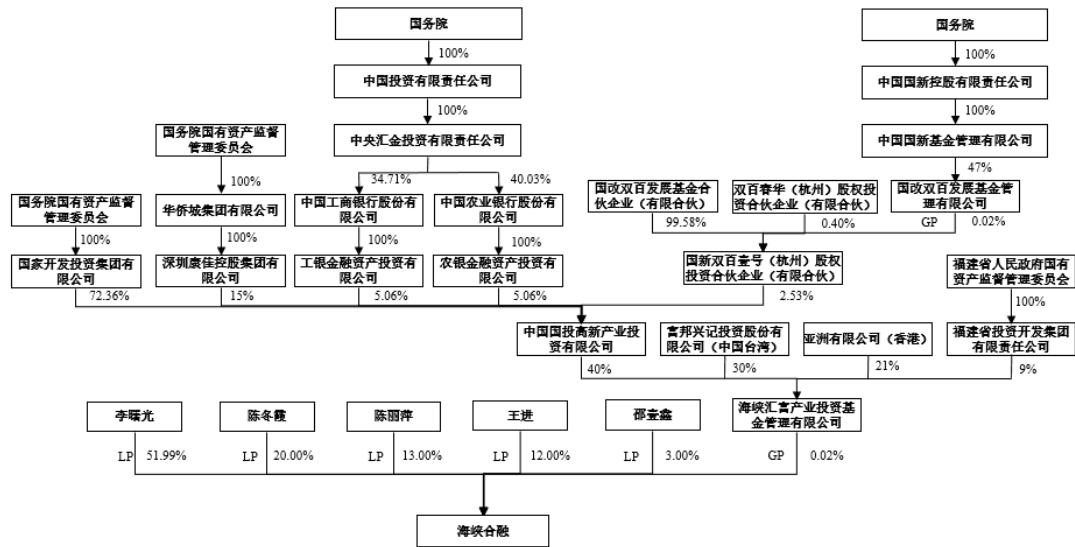 国务院
国务院
100%
100%
中国投资有限责任公司
中国国新控股有限责任公司
100%
100%
国务院国有资产监督
管理委员会
中央汇金投资有限责任公司
中国国新基金管理有限公司
100%
34.71%
40.03%
47%
国务院国有资产监督
管理委员会
华侨城集团有限公司
中国工商银行股份有
限公司
中国农业银行股份有
限公司
国改双百发展基金合
伙企业（有限合伙）
双百春华（杭州）股权投
资合伙企业（有限合伙）
国改双百发展基金管
理有限公司
100%
100%
100%
100%
99.58%
0.40%
GP
0.02%
国家开发投资集团有
限公司
深圳康佳控股集团有
限公司
工银金融资产投资有
限公司
农银金融资产投资有
限公司
国新双百壹号（杭州）股权
投资合伙企业（有限合伙）
福建省人民政府国有
资产监督管理委员会
72.36%
15%
5.06%
5.06%
2.53%
100%
中国国投高新产业投
资有限公司
富邦兴记投资股份有
限公司（中国台湾）
亚洲有限公司（香港）
福建省投资开发集团
有限责任公司
40%
30%
21%
9%
李曙光
陈冬霞
陈丽萍
王进
邵壹鑫
海峡汇富产业投资基
金管理有限公司
LP
51.99%
LP
20.00%
LP
13.00%
LP
12.00%
LP
3.00%
GP
0.02%
海峡合融